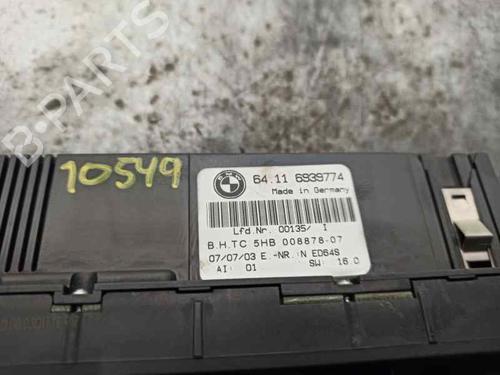 B-PARTS
10549
BMW
64.11 6939774
Made in Germany
Lfd.Nr. 00135/ I
B.H.TC 5HB 008878-07
07/07/03 E.-NR.:N ED64S
AI: 01 SW: 16.0